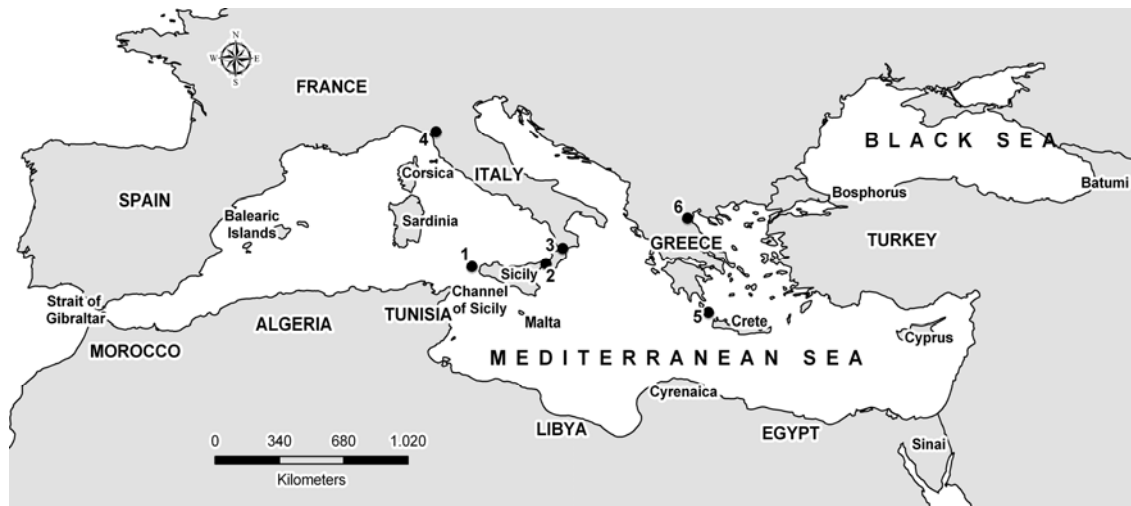 N
W E
S
FRANCE
BLACK SEA
4
Corsica
ITALY
Batumi
SPAIN
Bosphorus
Balearic
Islands
Sardinia
6
GREECE
TURKEY
3
1
Sicily
2
Strait of
Gibraltar
Channel
of Sicily
TUNISIA
Malta
5
Crete
Cyprus
ALGERIA
MOROCCO
MEDITERRANEAN SEA
Cyrenaica
LIBYA
EGYPT
Sinai
0 340 680 1.020
Kilometers